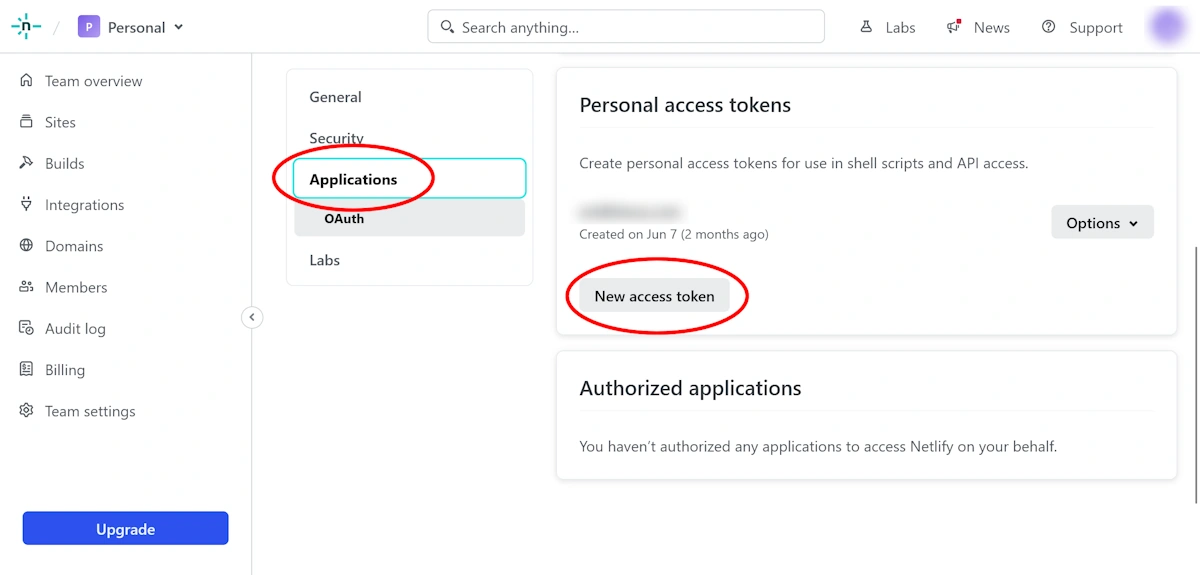 n
P Personal
Search anything...
Labs
News
Support
Team overview
Sites
Builds
Integrations
Domains
Members
Audit log
Billing
Team settings
Upgrade
General
Security
Applications
OAuth
Labs
Personal access tokens
Create personal access tokens for use in shell scripts and API access.
Created on Jun 7 (2 months ago)
Options
New access token
Authorized applications
You haven't authorized any applications to access Netlify on your behalf.